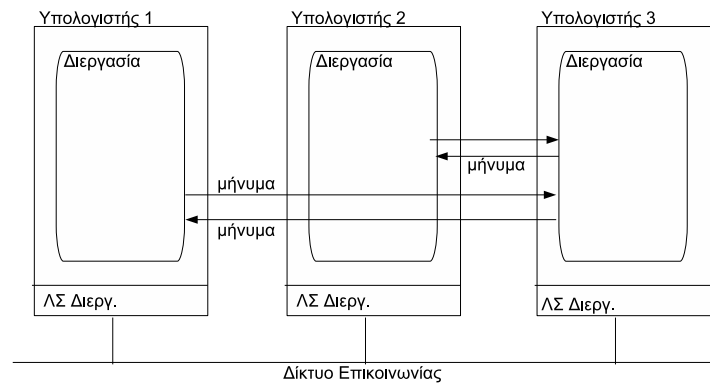 Υπολογιστής 1
Υπολογιστής 2
Υπολογιστής 3
Διεργασία
Διεργασία
Διεργασία
μήνυμα
μήνυμα
μήνυμα
ΛΣ Διεργ.
ΛΣ Διεργ.
ΛΣ Διεργ.
Δίκτυο Επικοινωνίας